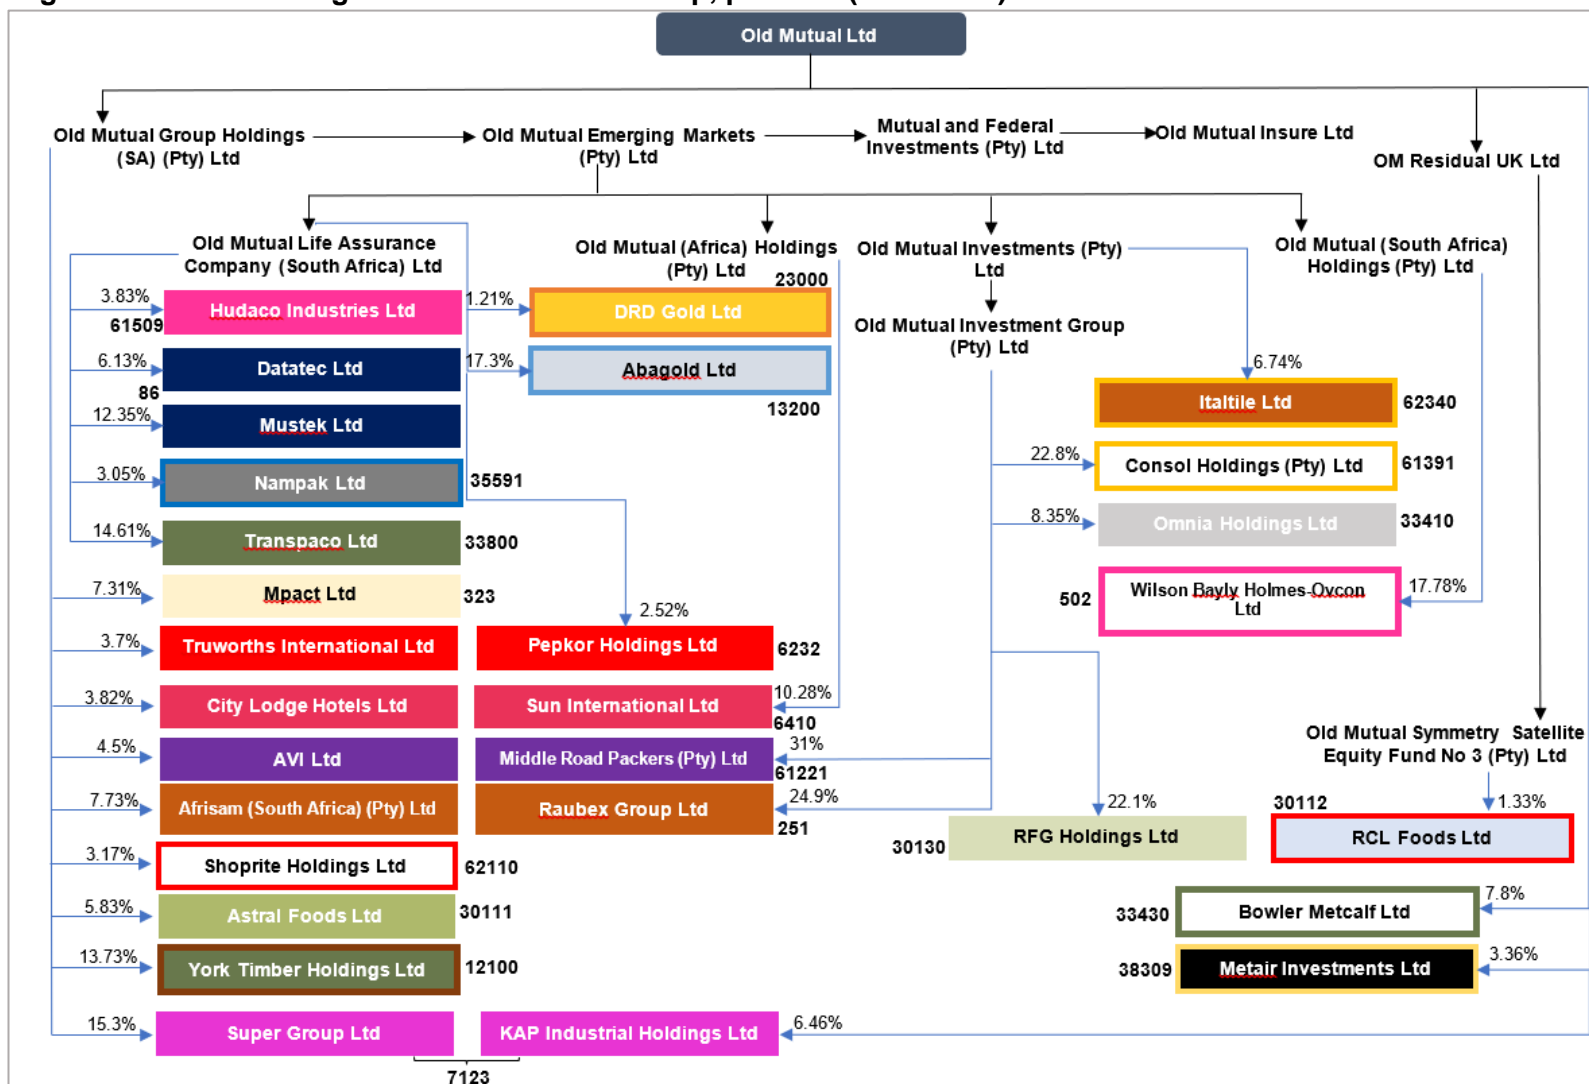 Old Mutual Ltd
Old Mutual Group Holdings
(SA) (Pty) Ltd
Old Mutual Emerging Markets
(Pty) Ltd
Mutual and Federal
Investments (Pty) Ltd
Old Mutual Insure Ltd
OM Residual UK Ltd
Old Mutual Life Assurance
Company (South Africa) Ltd
Old Mutual (Africa) Holdings
(Pty) Ltd
Old Mutual Investments (Pty)
Ltd
Old Mutual (South Africa)
Holdings (Pty) Ltd
Old Mutual Investment Group
(Pty) Ltd
3.83%
Hudaco Industries Ltd
61509
1.21%
23000
DRD Gold Ltd
6.13%
Datatec Ltd
86
17.3%
Abagold Ltd
13200
12.35%
Mustek Ltd
6.74%
Italtile Ltd
62340
3.05%
Nampak Ltd
35591
22.8%
Consol Holdings (Pty) Ltd
61391
14.61%
Transpaco Ltd
33800
8.35%
Omnia Holdings Ltd
33410
7.31%
Mpact Ltd
323
502
Wilson Bayly Holmes-Ovcon
Ltd
17.78%
3.7%
Truworths International Ltd
2.52%
Pepkor Holdings Ltd
6232
3.82%
City Lodge Hotels Ltd
Sun International Ltd
10.28%
6410
4.5%
AVI Ltd
Middle Road Packers (Pty) Ltd
31%
61221
Old Mutual Symmetry Satellite
Equity Fund No 3 (Pty) Ltd
7.73%
Afrisam (South Africa) (Pty) Ltd
Raubex Group Ltd
24.9%
251
22.1%
30130
RFG Holdings Ltd
30112
1.33%
RCL Foods Ltd
3.17%
Shoprite Holdings Ltd
62110
5.83%
Astral Foods Ltd
30111
33430
Bowler Metcalf Ltd
7.8%
13.73%
York Timber Holdings Ltd
12100
38309
Metair Investments Ltd
3.36%
15.3%
Super Group Ltd
KAP Industrial Holdings Ltd
6.46%
7123